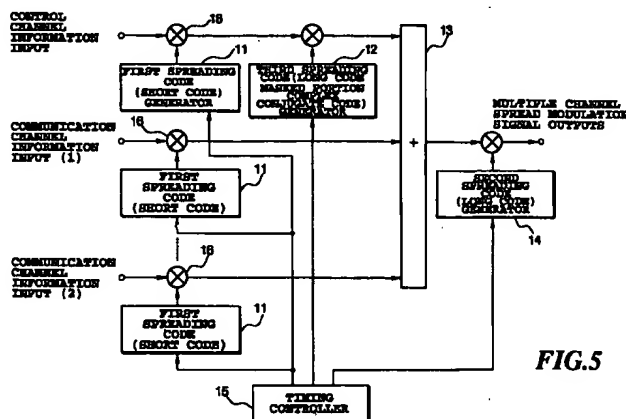 CONTROL
CHANNEL
INFORMATION
INPUT
16
11
FIRST SPREADING
CODE
(SHORT CODE)
GENERATOR
12
THIRD SPREADING
CODE(LONG CODE
MASKED PORTION
COMPLEX
CONJUGATE CODE)
GENERATOR
13
COMMUNICATION
CHANNEL
INFORMATION
INPUT (1)
16
11
FIRST
SPREADING
CODE
(SHORT CODE)
+
MULTIPLE CHANNEL
SPREAD MODULATION
SIGNAL OUTPUTS
SECOND
SPREADING
CODE
(LONG CODE)
GENERATOR
14
COMMUNICATION
CHANNEL
INFORMATION
INPUT (2)
16
11
FIRST
SPREADING
CODE
(SHORT CODE)
15
TIMING
CONTROLLER
FIG.5